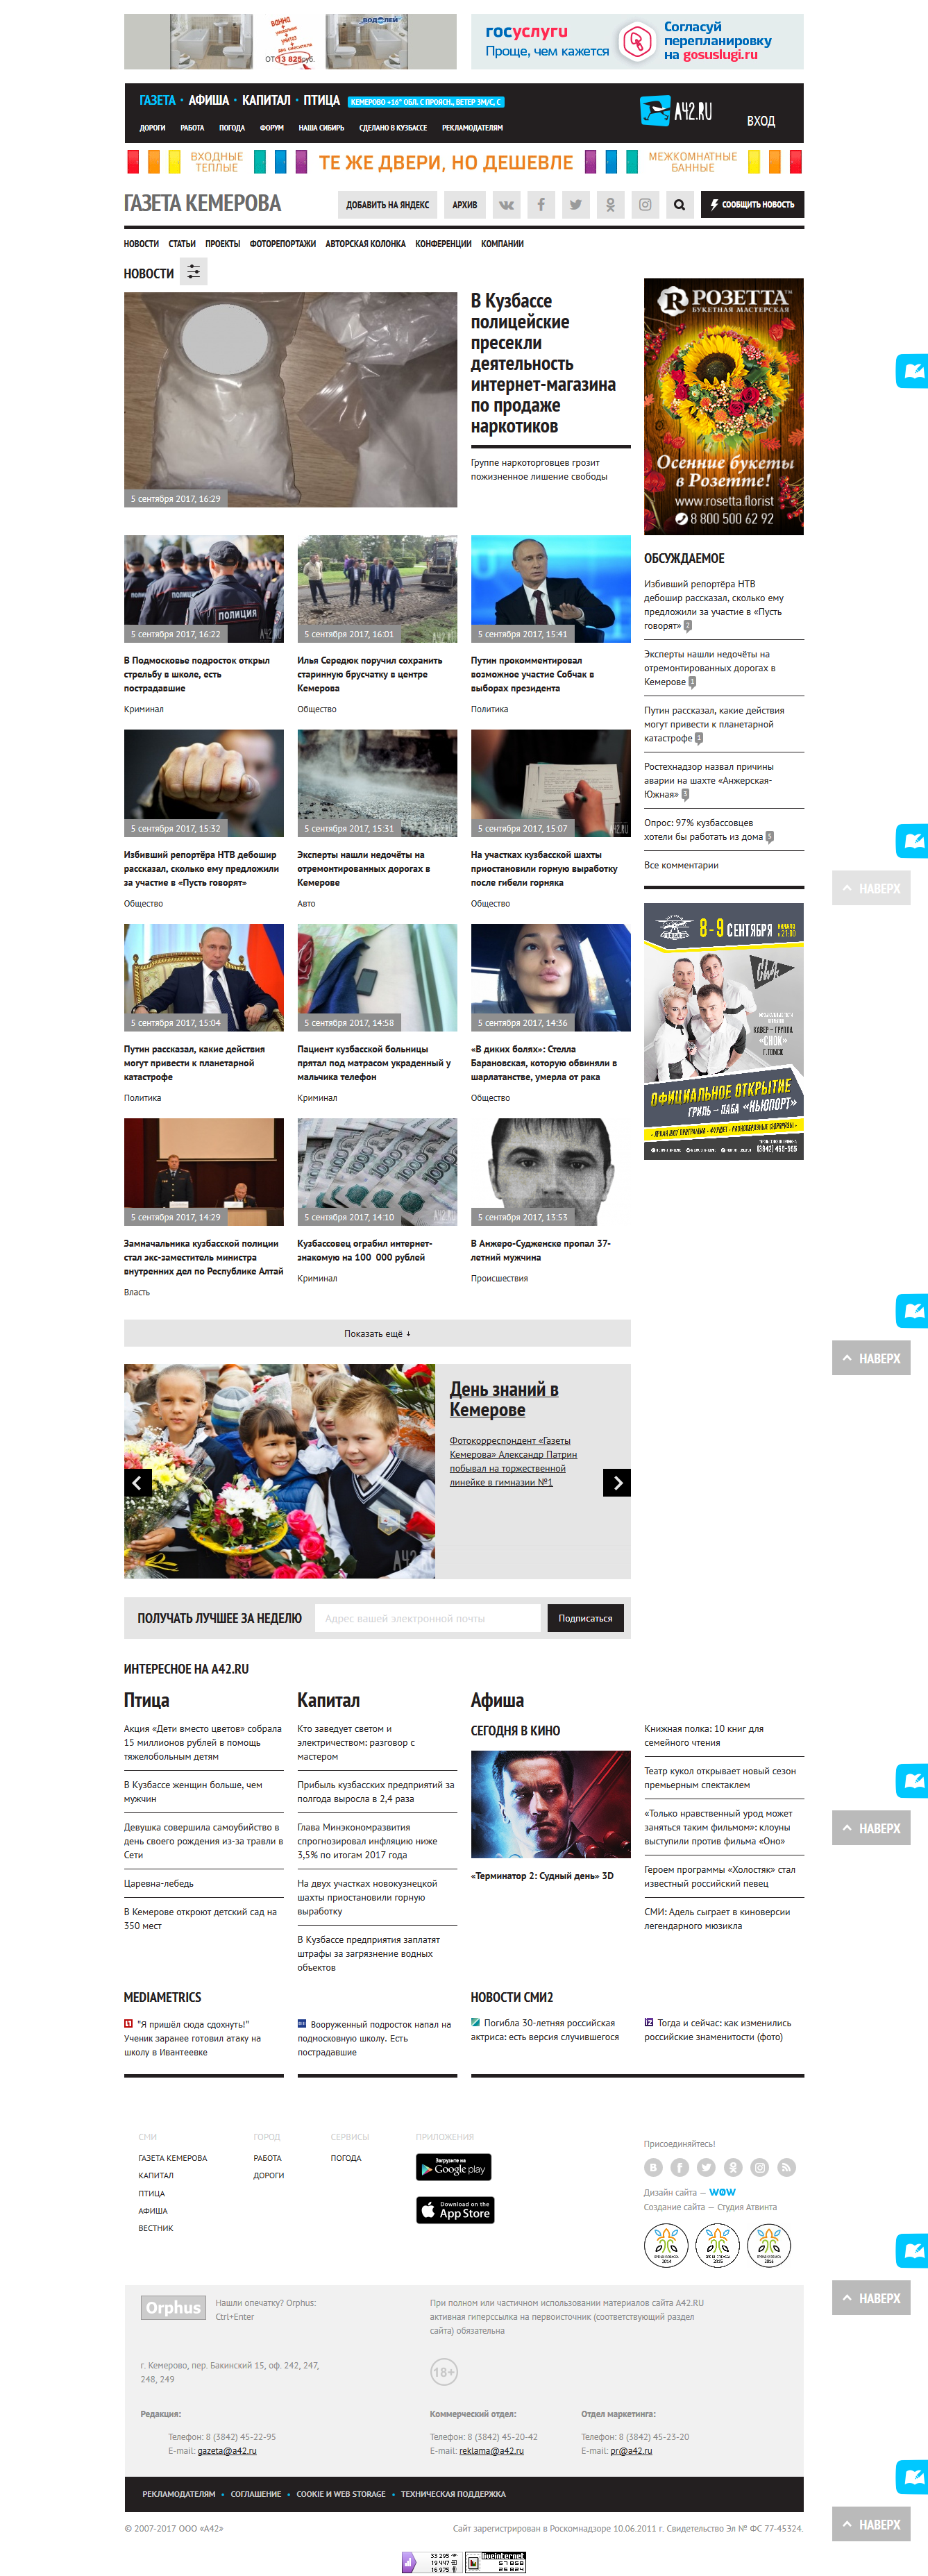 ВАННА
ОТ 13 825 руб.
ВОДОЛЕЙ
госуслуги
Проще, чем кажется
Согласуй
перепланировку
на gosuslugi.ru
ГАЗЕТА • АФИША • КАПИТАЛ • ПТИЦА
КЕМЕРОВО +16° ОБЛ. С ПРОЯСН., ВЕТЕР 3М/С, С
A42.RU
ВХОД
ДОРОГИ РАБОТА ПОГОДА ФОРУМ НАША СИБИРЬ СДЕЛАНО В КУЗБАССЕ РЕКЛАМОДАТЕЛЯМ
ВХОДНЫЕ
ТЕПЛЫЕ
ТЕ ЖЕ ДВЕРИ, НО ДЕШЕВЛЕ
МЕЖКОМНАТНЫЕ
БАННЫЕ
ГАЗЕТА КЕМЕРОВА
ДОБАВИТЬ НА ЯНДЕКС
АРХИВ
СООБЩИТЬ НОВОСТЬ
НОВОСТИ СТАТЬИ ПРОЕКТЫ ФОТОРЕПОРТАЖИ АВТОРСКАЯ КОЛОНКА КОНФЕРЕНЦИИ КОМПАНИИ
НОВОСТИ
5 сентября 2017, 16:29
В Кузбассе
полицейские
пресекли
деятельность
интернет-магазина
по продаже
наркотиков
Группе наркоторговцев грозит
пожизненное лишение свободы
ROZETTA™
БУКЕТНАЯ МАСТЕРСКАЯ
Осенние букеты
в Розетте!
www.rosetta.florist
8 800 500 62 92
ПОЛИЦИЯ
5 сентября 2017, 16:22
В Подмосковье подросток открыл
стрельбу в школе, есть
пострадавшие
Криминал
5 сентября 2017, 16:01
Илья Середюк поручил сохранить
старинную брусчатку в центре
Кемерова
Общество
5 сентября 2017, 15:41
Путин прокомментировал
возможное участие Собчак в
выборах президента
Политика
ОБСУЖДАЕМОЕ
Избивший репортёра НТВ
дебошир рассказал, сколько ему
предложили за участие в «Пусть
говорят» 2
Эксперты нашли недочёты на
отремонтированных дорогах в
Кемерове 1
Путин рассказал, какие действия
могут привести к планетарной
катастрофе 1
Ростехнадзор назвал причины
аварии на шахте «Анжерская-
Южная» 3
Опрос: 97% кузбассовцев
хотели бы работать из дома 5
Все комментарии
5 сентября 2017, 15:32
Избивший репортёра НТВ дебошир
рассказал, сколько ему предложили
за участие в «Пусть говорят»
Общество
5 сентября 2017, 15:31
Эксперты нашли недочёты на
отремонтированных дорогах в
Кемерове
Авто
5 сентября 2017, 15:07
На участках кузбасской шахты
приостановили горную выработку
после гибели горняка
Общество
НАВЕРХ
8-9 СЕНТЯБРЯ
НАЧАЛО
в 21:00
КАВЕР - ГРУППА
«СНОК»
Г.ТОМСК
ОФИЦИАЛЬНОЕ ОТКРЫТИЕ
ГРИЛЬ - ПАБА «НЬЮПОРТ»
5 сентября 2017, 15:04
Путин рассказал, какие действия
могут привести к планетарной
катастрофе
Политика
5 сентября 2017, 14:58
Пациент кузбасской больницы
прятал под матрасом украденный у
мальчика телефон
Криминал
5 сентября 2017, 14:36
«В диких болях»: Стелла
Барановская, которую обвиняли в
шарлатанстве, умерла от рака
Общество
5 сентября 2017, 14:29
Замначальника кузбасской полиции
стал экс-заместитель министра
внутренних дел по Республике Алтай
Власть
5 сентября 2017, 14:10
Кузбассовец ограбил интернет-
знакомую на 100 000 рублей
Криминал
5 сентября 2017, 13:53
В Анжеро-Судженске пропал 37-
летний мужчина
Происшествия
Показать ещё ↓
НАВЕРХ
День знаний в
Кемерове
Фотокорреспондент «Газеты
Кемерова» Александр Патрин
побывал на торжественной
линейке в гимназии №1
A42
ПОЛУЧАТЬ ЛУЧШЕЕ ЗА НЕДЕЛЮ
Адрес вашей электронной почты
Подписаться
ИНТЕРЕСНОЕ НА A42.RU
Птица
Акция «Дети вместо цветов» собрала
15 миллионов рублей в помощь
тяжелобольным детям
В Кузбассе женщин больше, чем
мужчин
Девушка совершила самоубийство в
день своего рождения из-за травли в
Сети
Царевна-лебедь
В Кемерове откроют детский сад на
350 мест
Капитал
Кто заведует светом и
электричеством: разговор с
мастером
Прибыль кузбасских предприятий за
полгода выросла в 2,4 раза
Глава Минэкономразвития
спрогнозировал инфляцию ниже
3,5% по итогам 2017 года
На двух участках новокузнецкой
шахты приостановили горную
выработку
В Кузбассе предприятия заплатят
штрафы за загрязнение водных
объектов
Афиша
СЕГОДНЯ В КИНО
«Терминатор 2: Судный день» 3D
Книжная полка: 10 книг для
семейного чтения
Театр кукол открывает новый сезон
премьерным спектаклем
«Только нравственный урод может
заняться таким фильмом»: клоуны
выступили против фильма «Оно»
Героем программы «Холостяк» стал
известный российский певец
СМИ: Адель сыграет в киноверсии
легендарного мюзикла
НАВЕРХ
MEDIAMETRICS
"Я пришёл сюда сдохнуть!"
Ученик заранее готовил атаку на
школу в Ивантеевке
Вооруженный подросток напал на
подмосковную школу. Есть
пострадавшие
НОВОСТИ СМИ2
Погибла 30-летняя российская
актриса: есть версия случившегося
Тогда и сейчас: как изменились
российские знаменитости (фото)
СМИ
ГАЗЕТА КЕМЕРОВА
КАПИТАЛ
ПТИЦА
АФИША
ВЕСТНИК
ГОРОД
РАБОТА
ДОРОГИ
СЕРВИСЫ
ПОГОДА
ПРИЛОЖЕНИЯ
Загрузите на
Google play
Download on the
App Store
Присоединяйтесь!
Дизайн сайта — WOW
Создание сайта — Студия Атвинта
НАВЕРХ
Orphus
Нашли опечатку? Orphus:
Ctrl+Enter
При полном или частичном использовании материалов сайта A42.RU
активная гиперссылка на первоисточник (соответствующий раздел
сайта) обязательна
г. Кемерово, пер. Бакинский 15, оф. 242, 247,
248, 249
18+
Редакция:
Телефон: 8 (3842) 45-22-95
E-mail: gazeta@a42.ru
Коммерческий отдел:
Телефон: 8 (3842) 45-20-42
E-mail: reklama@a42.ru
Отдел маркетинга:
Телефон: 8 (3842) 45-23-20
E-mail: pr@a42.ru
РЕКЛАМОДАТЕЛЯМ • СОГЛАШЕНИЕ • COOKIE И WEB STORAGE • ТЕХНИЧЕСКАЯ ПОДДЕРЖКА
НАВЕРХ
© 2007-2017 ООО «А42»
Сайт зарегистрирован в Роскомнадзоре 10.06.2011 г. Свидетельство Эл № ФС 77-45324.
33 295
19 447
16 975
liveinternet
57 858
25 824